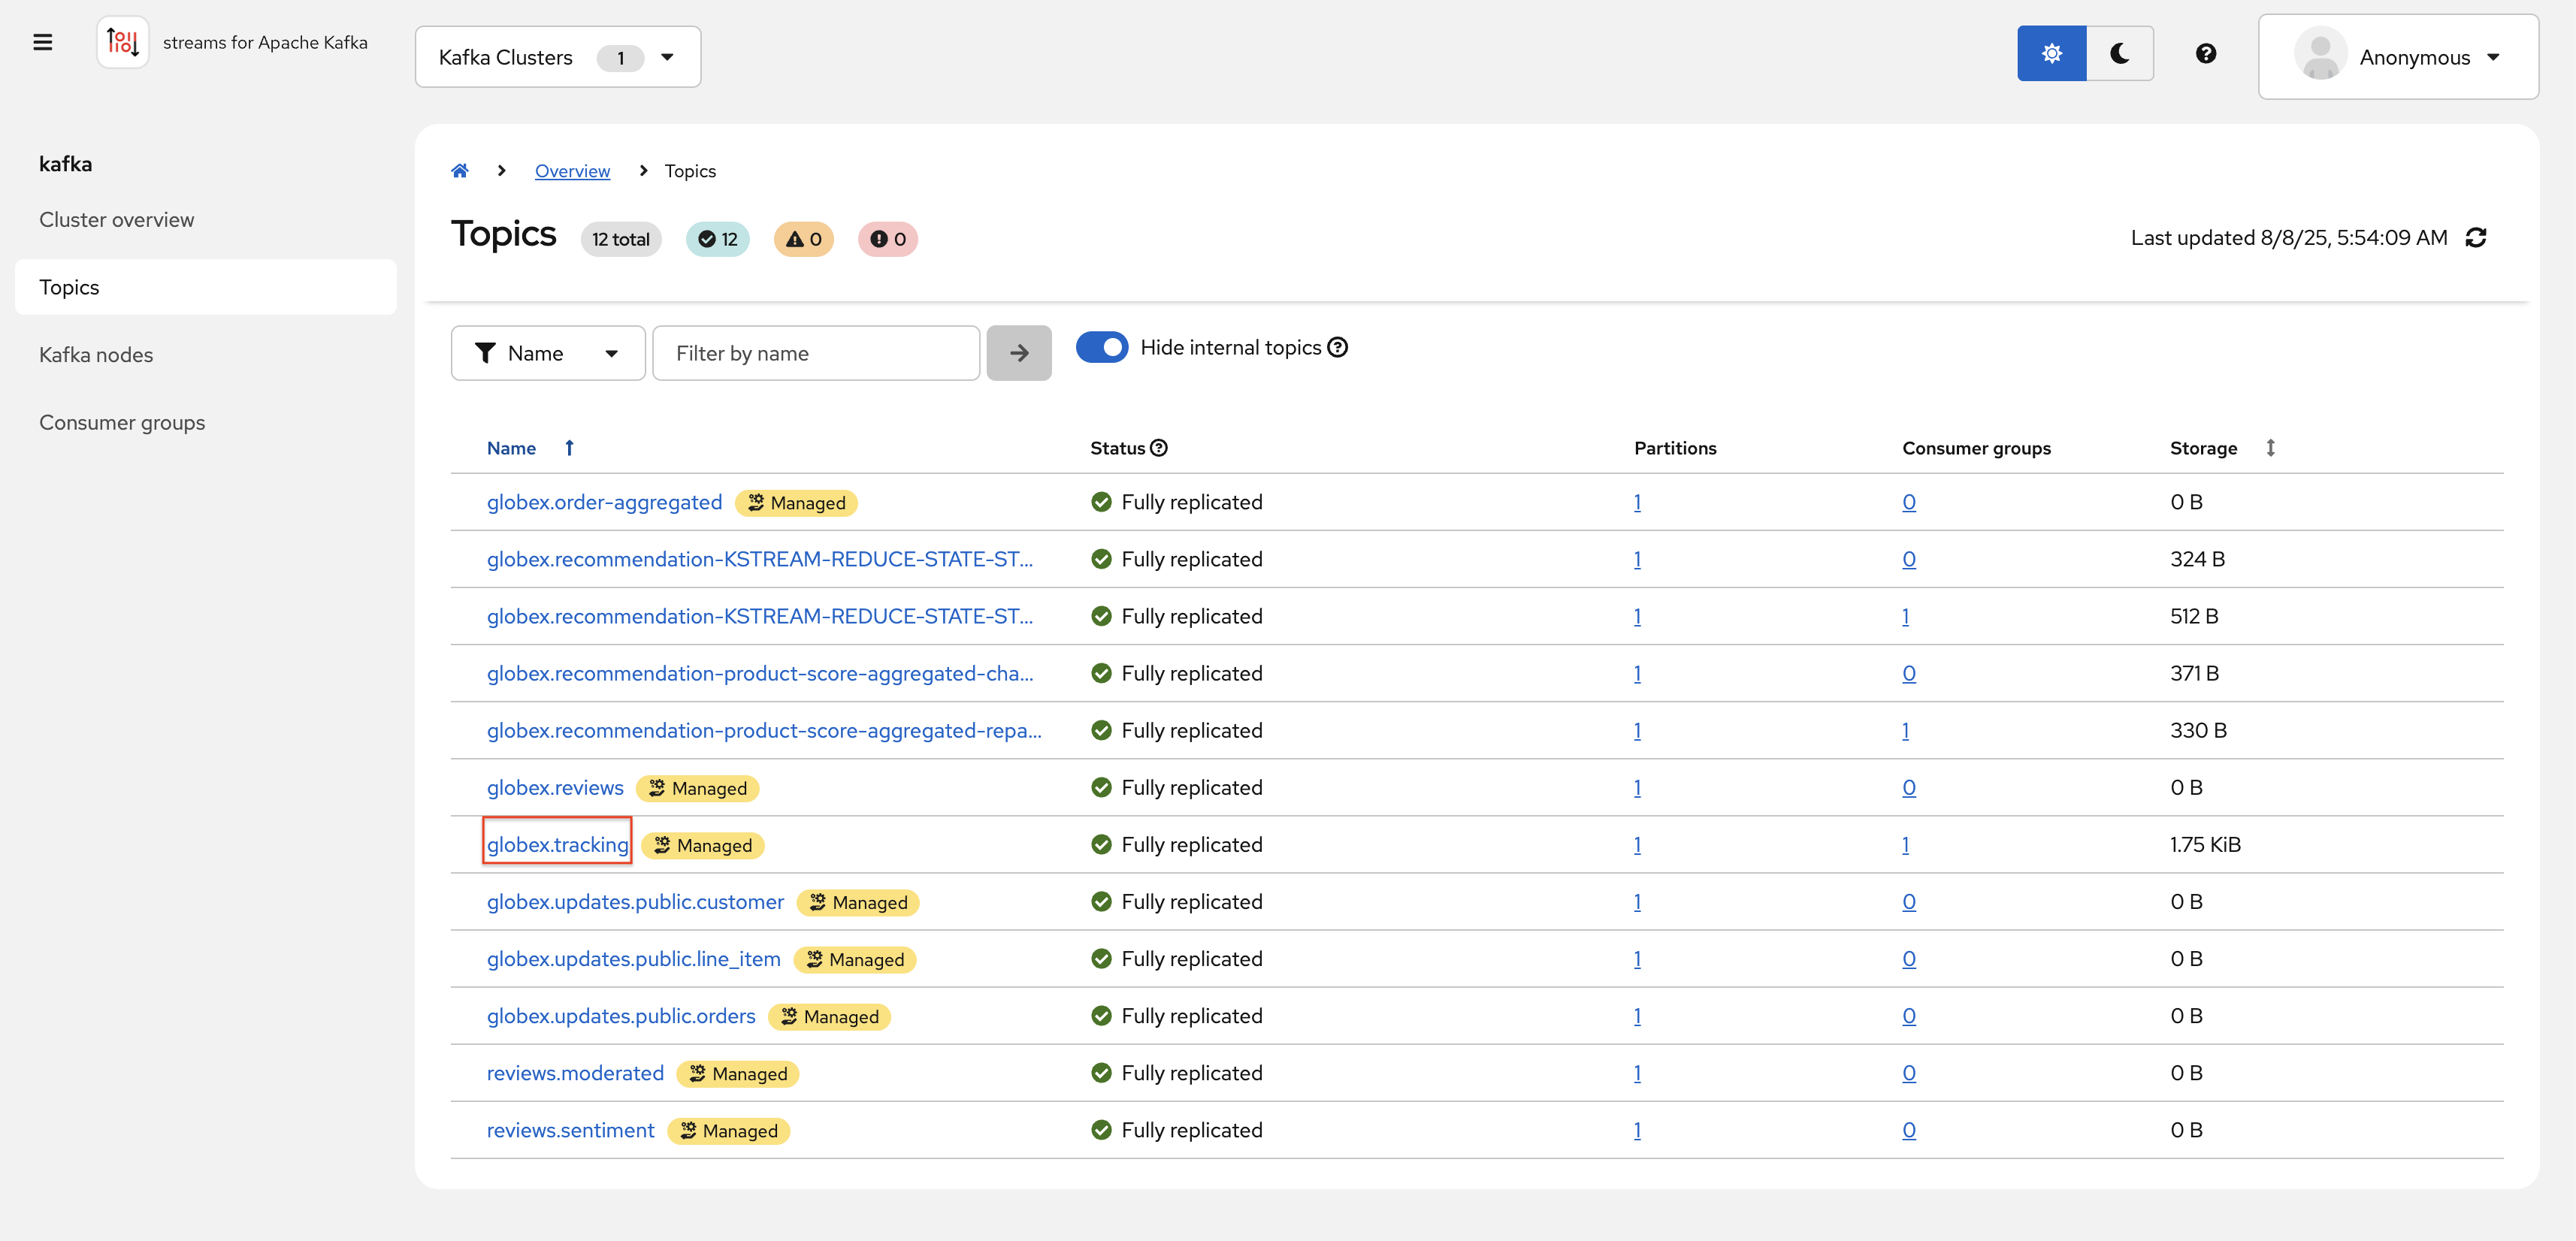 streams for Apache Kafka
Kafka Clusters 1
Anonymous
kafka
Cluster overview
Topics
Kafka nodes
Consumer groups
Overview Topics
Topics 12 total 12 0 0
Last updated 8/8/25, 5:54:09 AM
Name Filter by name Hide internal topics
Name Status Partitions Consumer groups Storage
globex.order-aggregated Managed Fully replicated 1 0 0 B
globex.recommendation-KSTREAM-REDUCE-STATE-ST... Fully replicated 1 0 324 B
globex.recommendation-KSTREAM-REDUCE-STATE-ST... Fully replicated 1 1 512 B
globex.recommendation-product-score-aggregated-cha... Fully replicated 1 0 371 B
globex.recommendation-product-score-aggregated-repa... Fully replicated 1 1 330 B
globex.reviews Managed Fully replicated 1 0 0 B
globex.tracking Managed Fully replicated 1 1 1.75 KiB
globex.updates.public.customer Managed Fully replicated 1 0 0 B
globex.updates.public.line_item Managed Fully replicated 1 0 0 B
globex.updates.public.orders Managed Fully replicated 1 0 0 B
reviews.moderated Managed Fully replicated 1 0 0 B
reviews.sentiment Managed Fully replicated 1 0 0 B